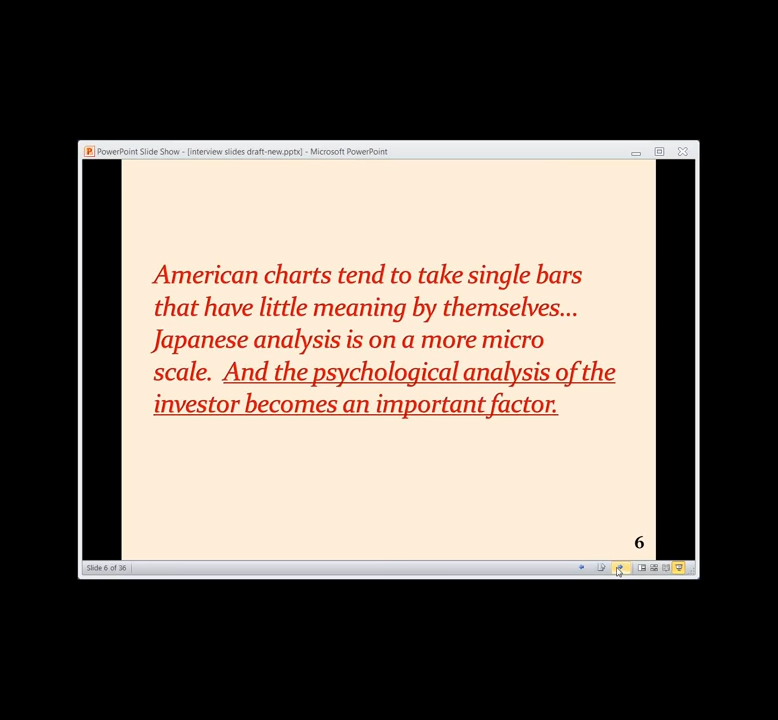 PowerPoint Slide Show - [interview slides draft-new.pptx] - Microsoft PowerPoint
American charts tend to take single bars
that have little meaning by themselves...
Japanese analysis is on a more micro
scale. And the psychological analysis of the
investor becomes an important factor.
6
Slide 6 of 36